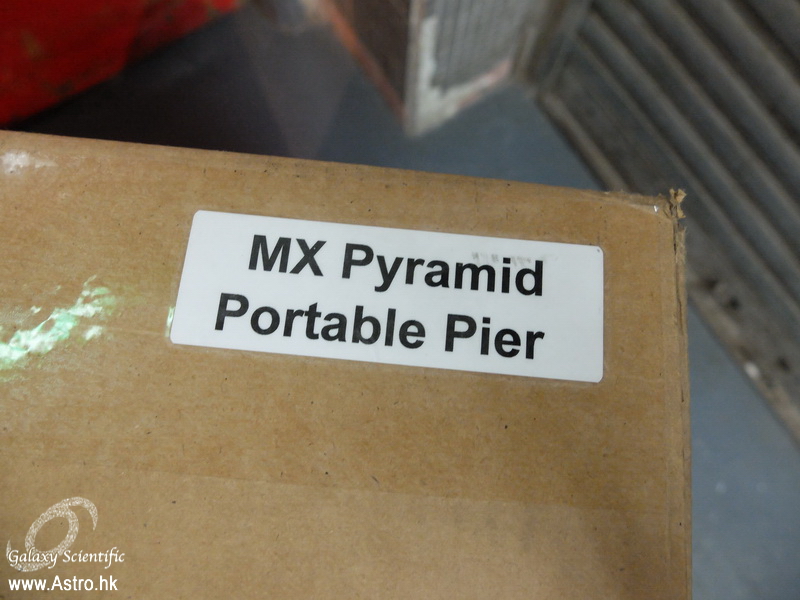 MX Pyramid
Portable Pier
Galaxy Scientific
www.Astro.hk